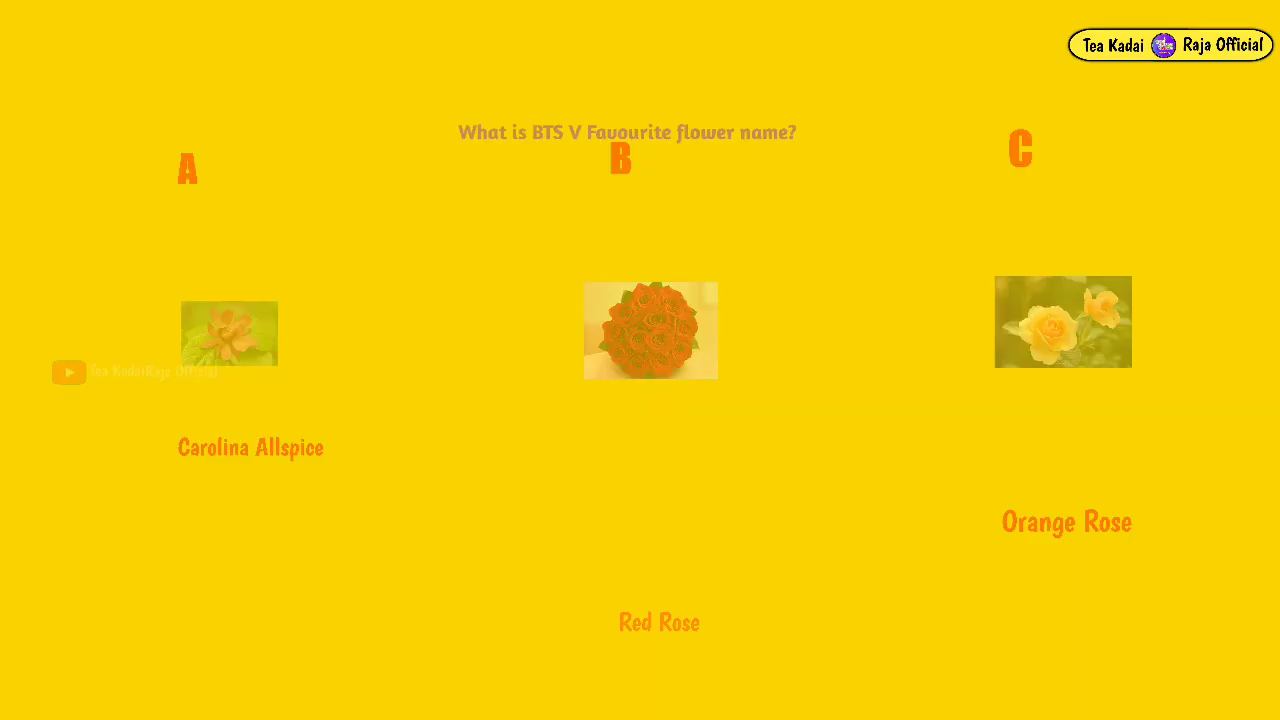 Tea Kadai Raja Official
What is BTS V Favourite flower name?
A
B
C
Tea KadaiRaja Official
Carolina Allspice
Orange Rose
Red Rose